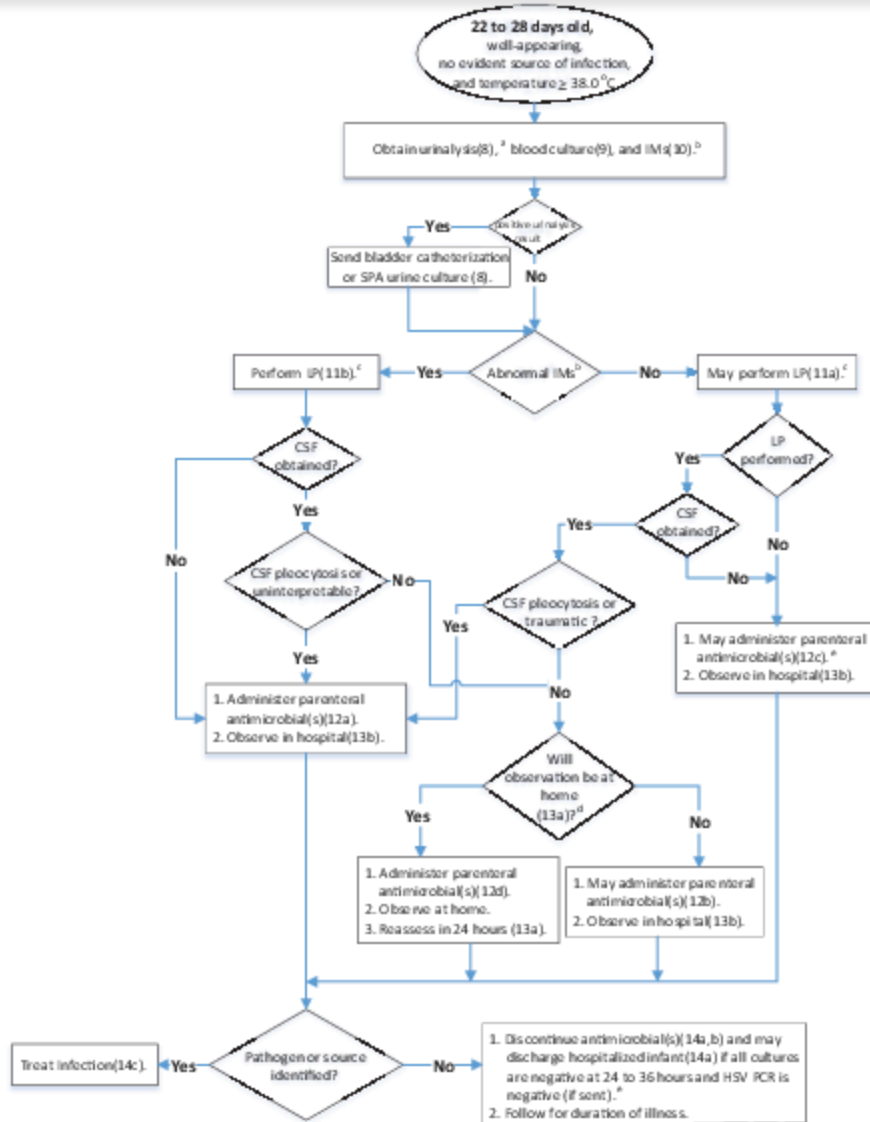 22 to 28 days old,
well-appearing,
no evident source of infection,
and temperature ≥ 38.0 °C
Obtain urinalysis(8),ᵃ blood culture(9), and IMs(10).ᵇ
positive urinalysis
result
Yes
Send bladder catheterization
or SPA urine culture (8).
No
Perform LP(11b).ᶜ
Yes
Abnormal IMsᵇ
No
May perform LP(11a).ᶜ
CSF
obtained?
LP
performed?
Yes
Yes
CSF
obtained?
Yes
No
No
No
CSF pleocytosis or
uninterpretable?
No
CSF pleocytosis or
traumatic ?
Yes
Yes
1. May administer parenteral
antimicrobial(s)(12c).ᵉ
2. Observe in hospital(13b).
1. Administer parenteral
antimicrobial(s)(12a).
2. Observe in hospital(13b).
No
Will
observation be at
home
(13a)?ᵈ
Yes
No
1. Administer parenteral
antimicrobial(s)(12d).
2. Observe at home.
3. Reassess in 24 hours (13a).
1. May administer parenteral
antimicrobial(s)(12b).
2. Observe in hospital(13b).
Treat Infection(14c).
Yes
Pathogen or source
identified?
No
1. Discontinue antimicrobial(s)(14a,b) and may
discharge hospitalized infant(14a) if all cultures
are negative at 24 to 36 hours and HSV PCR is
negative (if sent).ᵉ
2. Follow for duration of illness.